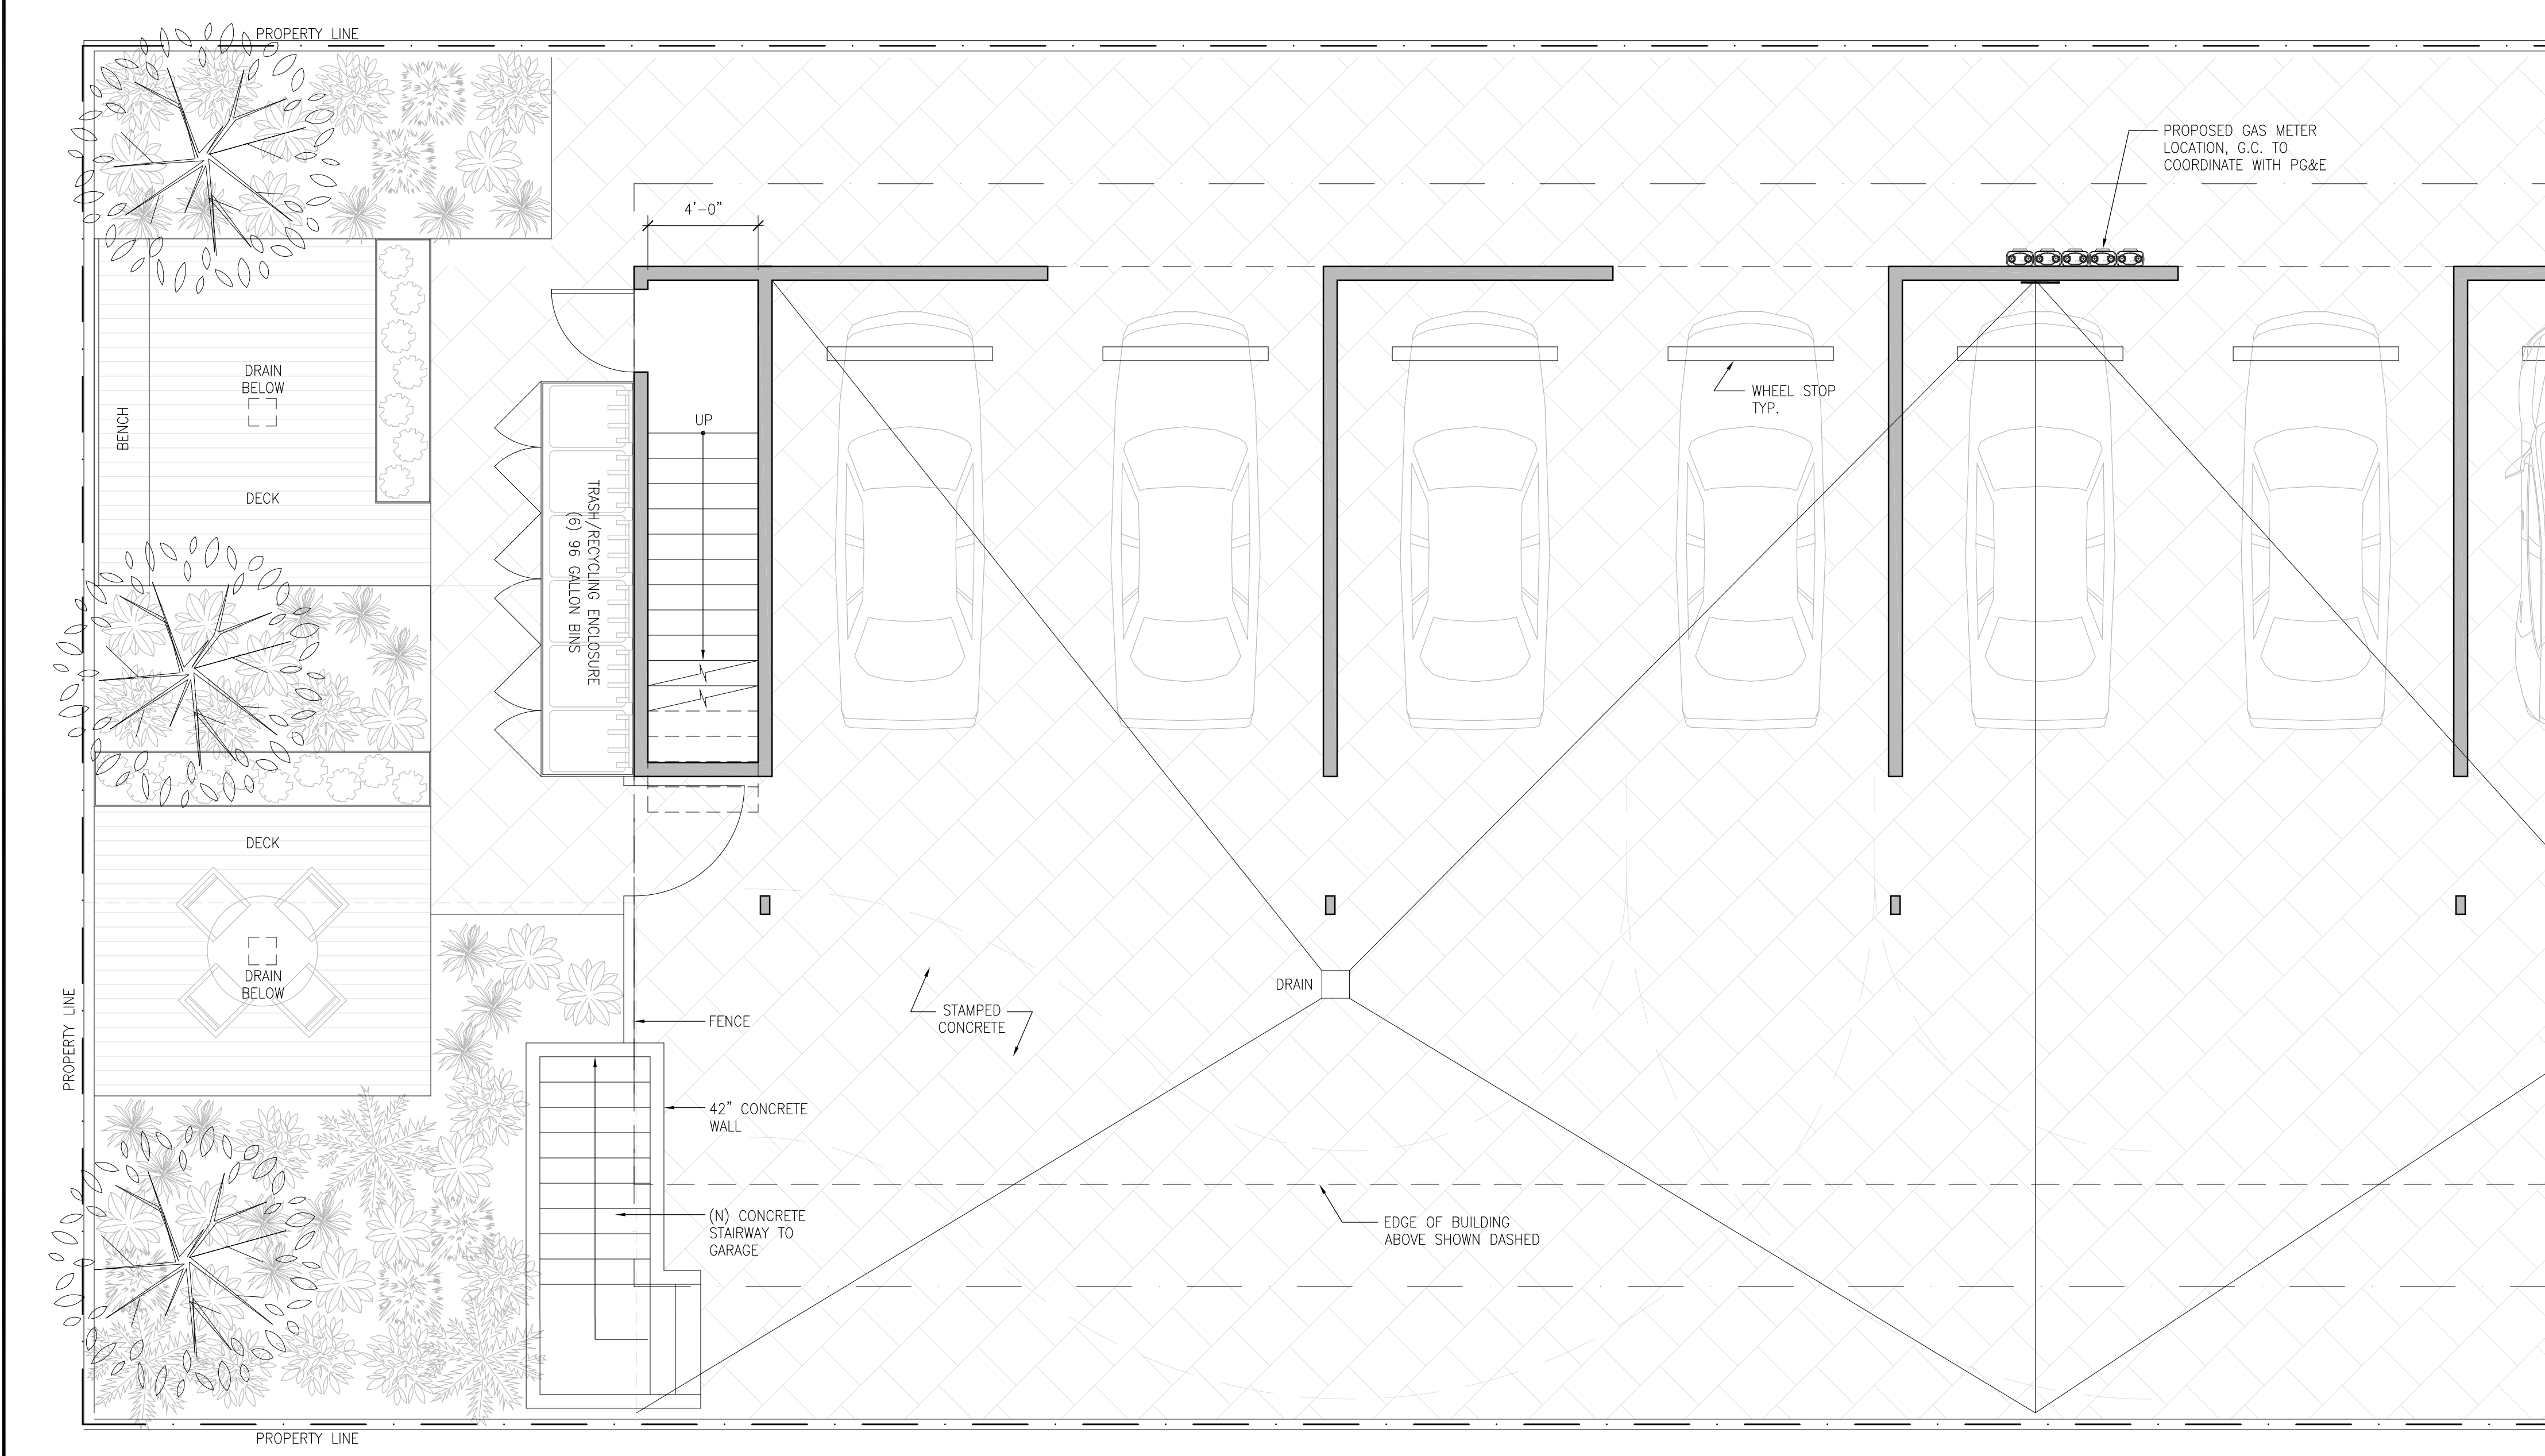 PROPERTY LINE
PROPOSED GAS METER
LOCATION, G.C. TO
COORDINATE WITH PG&E
4'-0"
DRAIN
BELOW
BENCH
UP
WHEEL STOP
TYP.
DECK
TRASH/RECYCLING ENCLOSURE
(6) 96 GALLON BINS
DECK
DRAIN
BELOW
PROPERTY LINE
DRAIN
STAMPED
CONCRETE
FENCE
42" CONCRETE
WALL
(N) CONCRETE
STAIRWAY TO
GARAGE
EDGE OF BUILDING
ABOVE SHOWN DASHED
PROPERTY LINE